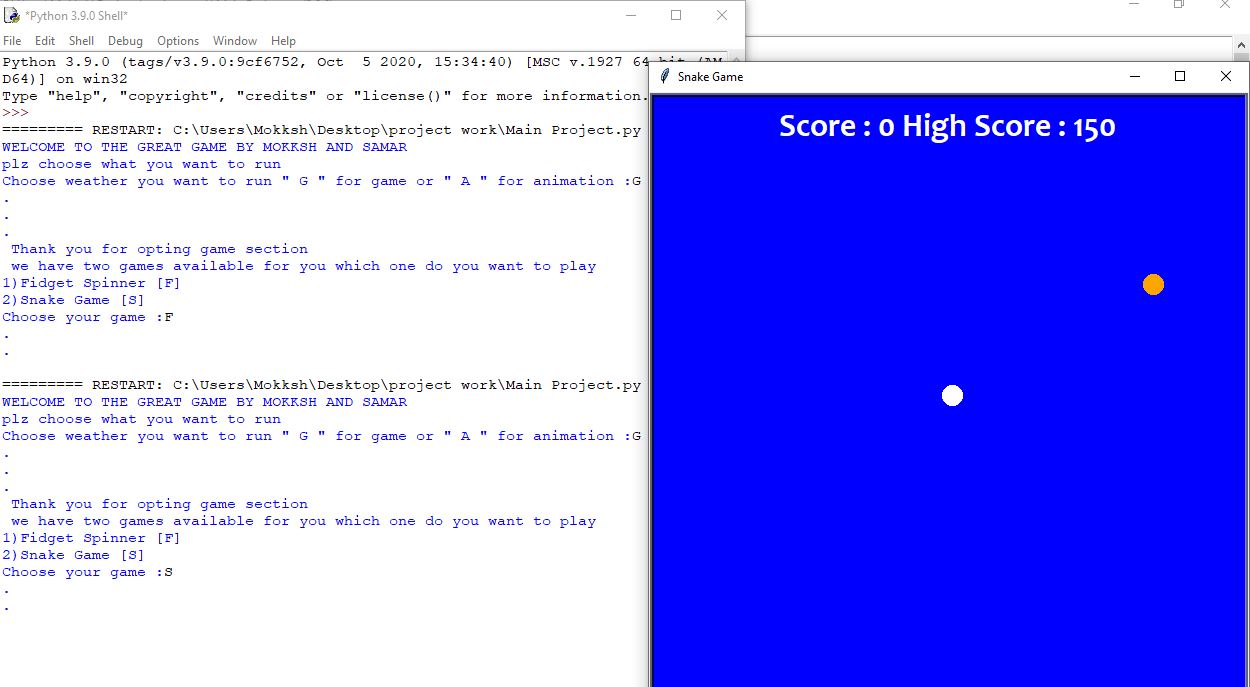 *Python 3.9.0 Shell*
File Edit Shell Debug Options Window Help
Python 3.9.0 (tags/v3.9.0:9cf6752, Oct  5 2020, 15:34:40) [MSC v.1927 64 bit (AM
D64)] on win32
Type "help", "copyright", "credits" or "license()" for more information.
>>>
========= RESTART: C:\Users\Mokksh\Desktop\project work\Main Project.py
WELCOME TO THE GREAT GAME BY MOKKSH AND SAMAR
plz choose what you want to run
Choose weather you want to run " G " for game or " A " for animation :G
.
.
.
 Thank you for opting game section
 we have two games available for you which one do you want to play
1)Fidget Spinner [F]
2)Snake Game [S]
Choose your game :F
.
.
========= RESTART: C:\Users\Mokksh\Desktop\project work\Main Project.py
WELCOME TO THE GREAT GAME BY MOKKSH AND SAMAR
plz choose what you want to run
Choose weather you want to run " G " for game or " A " for animation :G
.
.
.
 Thank you for opting game section
 we have two games available for you which one do you want to play
1)Fidget Spinner [F]
2)Snake Game [S]
Choose your game :S
.
.
Snake Game
Score : 0 High Score : 150